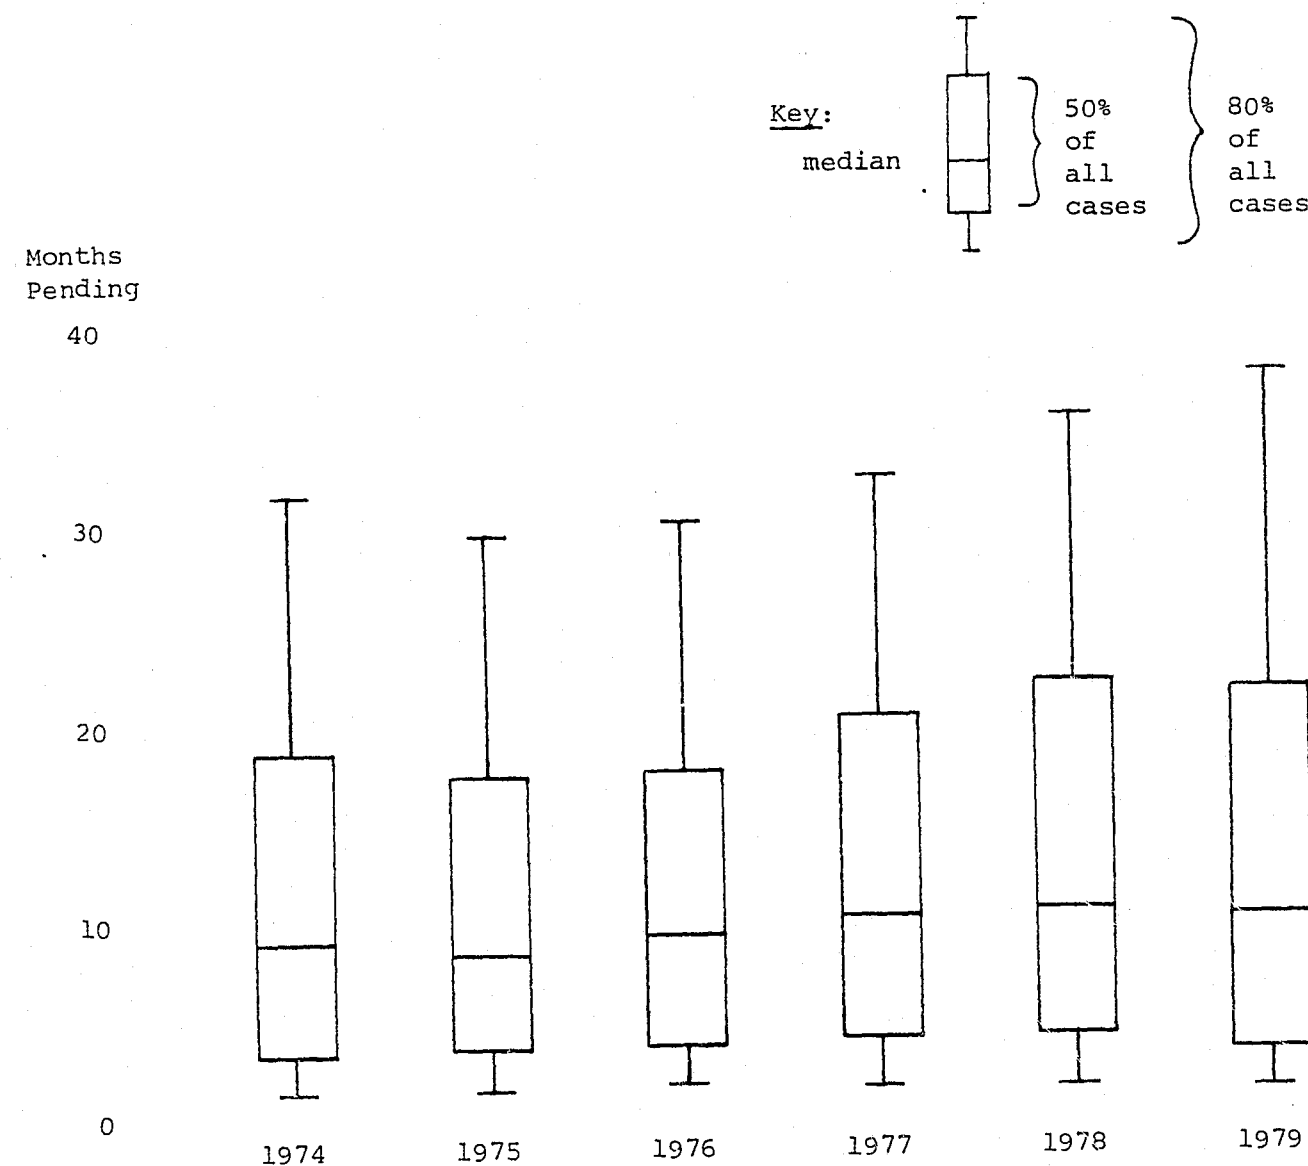 Key:
median
50%
of
all
cases
80%
of
all
cases
Months
Pending
40
30
20
10
0
1974
1975
1976
1977
1978
1979